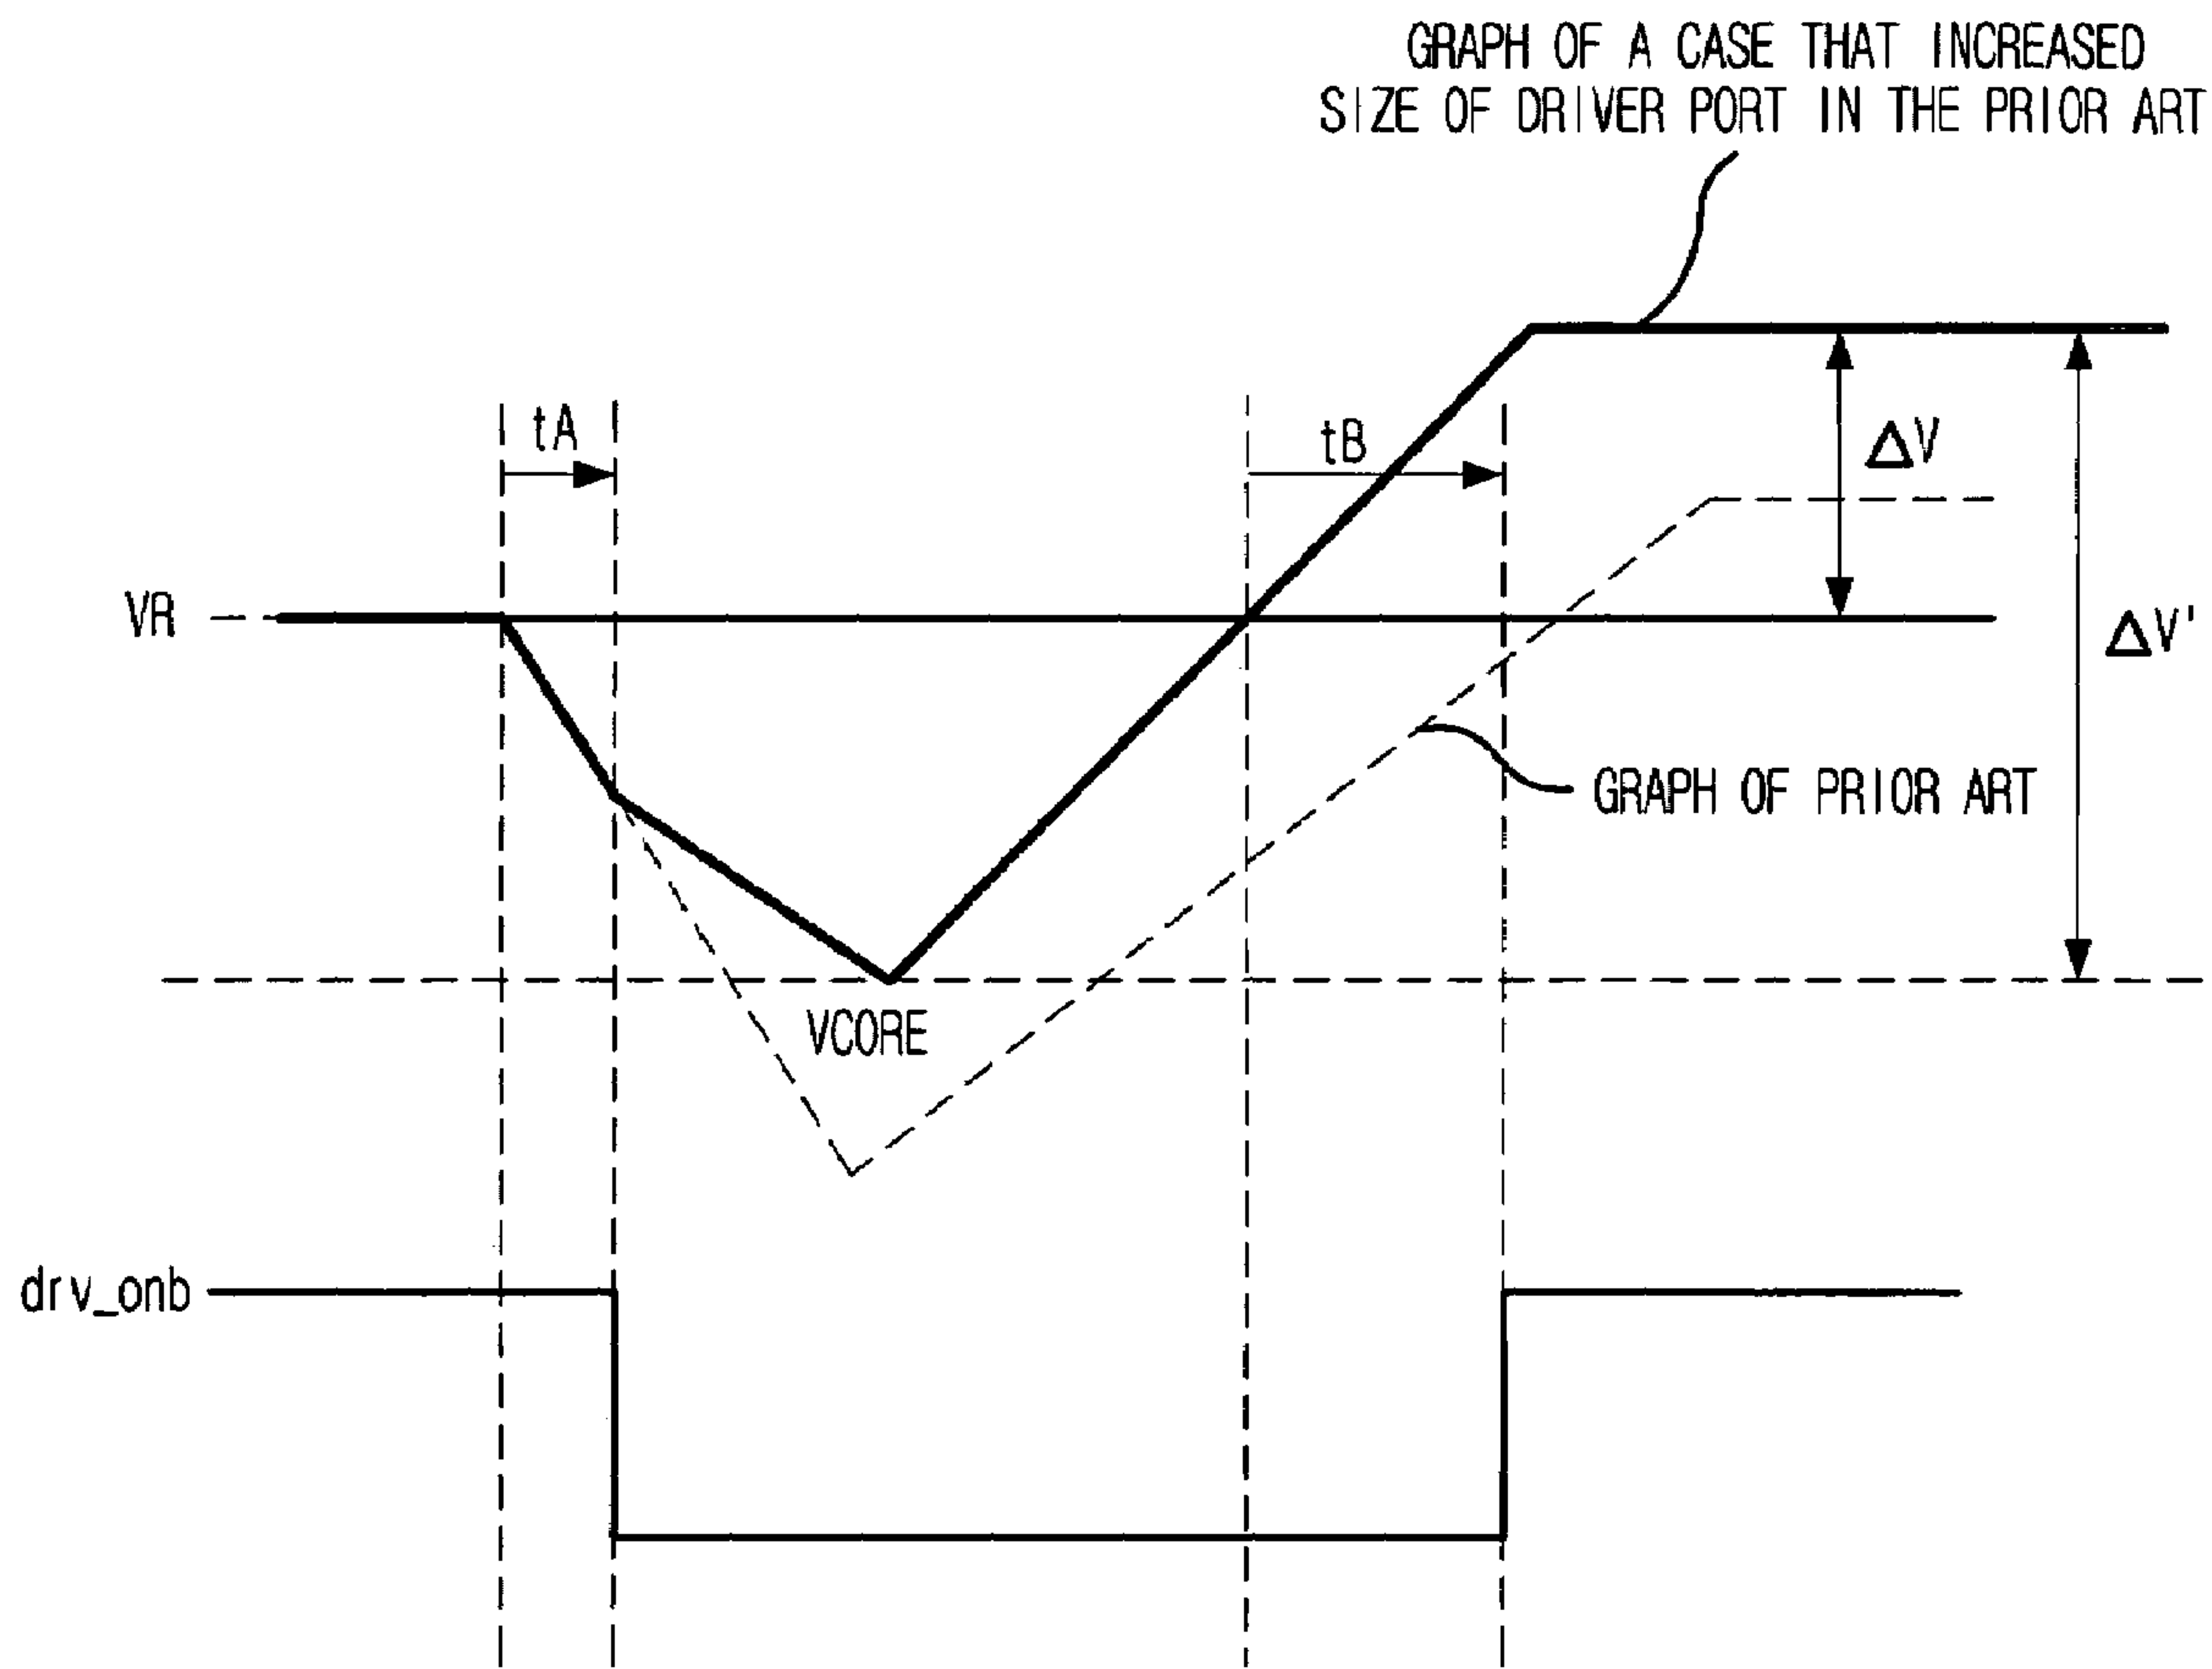 GRAPH OF A CASE THAT INCREASED
SIZE OF DRIVER PORT IN THE PRIOR ART
tA
tB
ΔV
VR
ΔV'
GRAPH OF PRIOR ART
VCORE
drv_onb